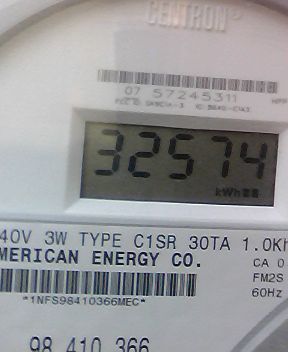 CENTRON®
07 57245311
32574
kWh
40V 3W TYPE C1SR 30TA 1.0Kh
MERICAN ENERGY CO.
CA 0
FM2S
60Hz
*1NFS98410366MEC*
98 410 366